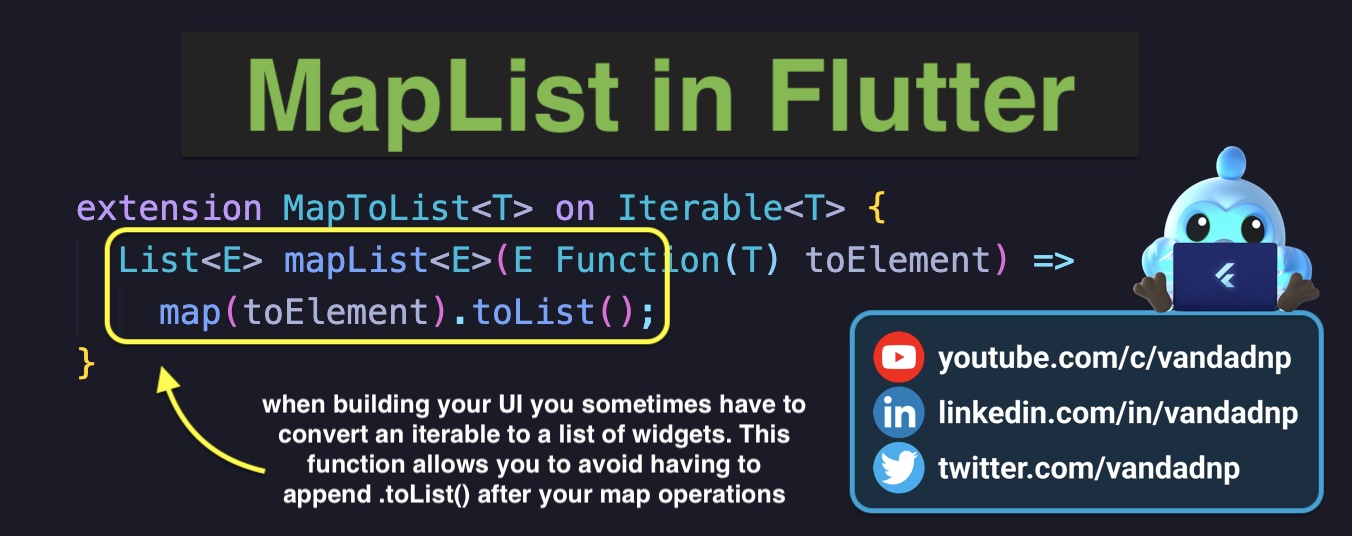 MapList in Flutter
extension MapToList<T> on Iterable<T> {
List<E> mapList<E>(E Function(T) toElement) =>
map(toElement).toList();
}
when building your UI you sometimes have to
convert an iterable to a list of widgets. This
function allows you to avoid having to
append .toList() after your map operations
youtube.com/c/vandadnp
in linkedin.com/in/vandadnp
twitter.com/vandadnp